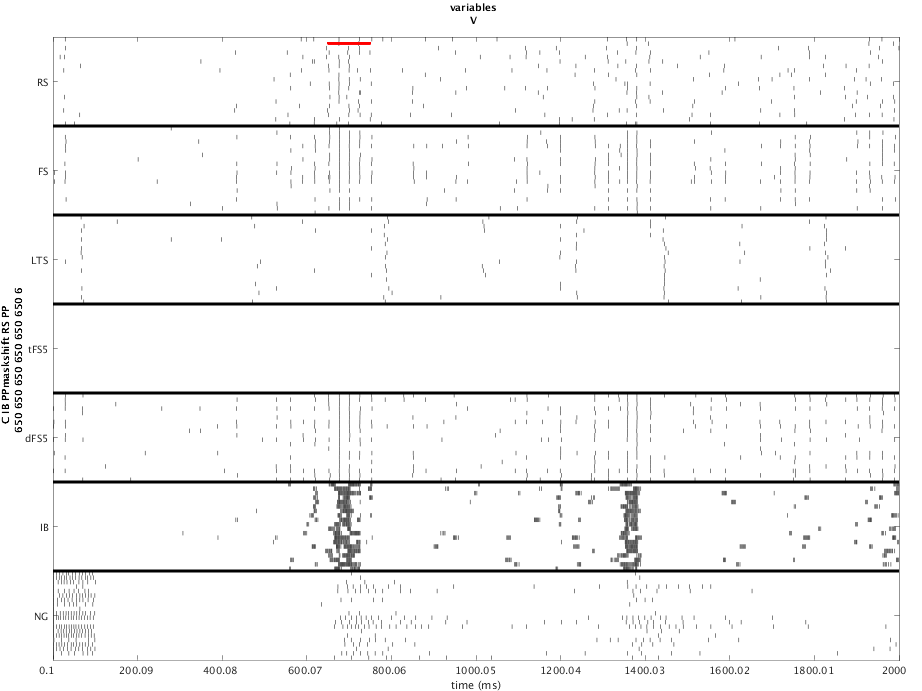 variables
V
C IB PPmaskshift RS PP
650 650 650 650 650 650 6
RS
FS
LTS
tFS5
dFS5
IB
NG
0.1 200.09 400.08 600.07 800.06 1000.05 1200.04 1400.03 1600.02 1800.01 2000
time (ms)